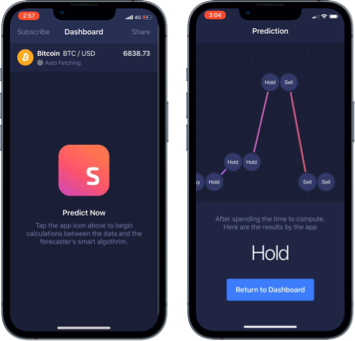 2:57
4G
Subscribe
Dashboard
Share
Bitcoin BTC / USD
6838.73
Auto Fetching
S
Predict Now
Tap the app icon above to begin
calculations between the data and the
forecaster's smart algothrim.
3:04
Prediction
Hold
Sell
Hold
Hold
Hold
Sell
Sell
After spending the time to compute.
Here are the results by the app
Hold
Return to Dashboard